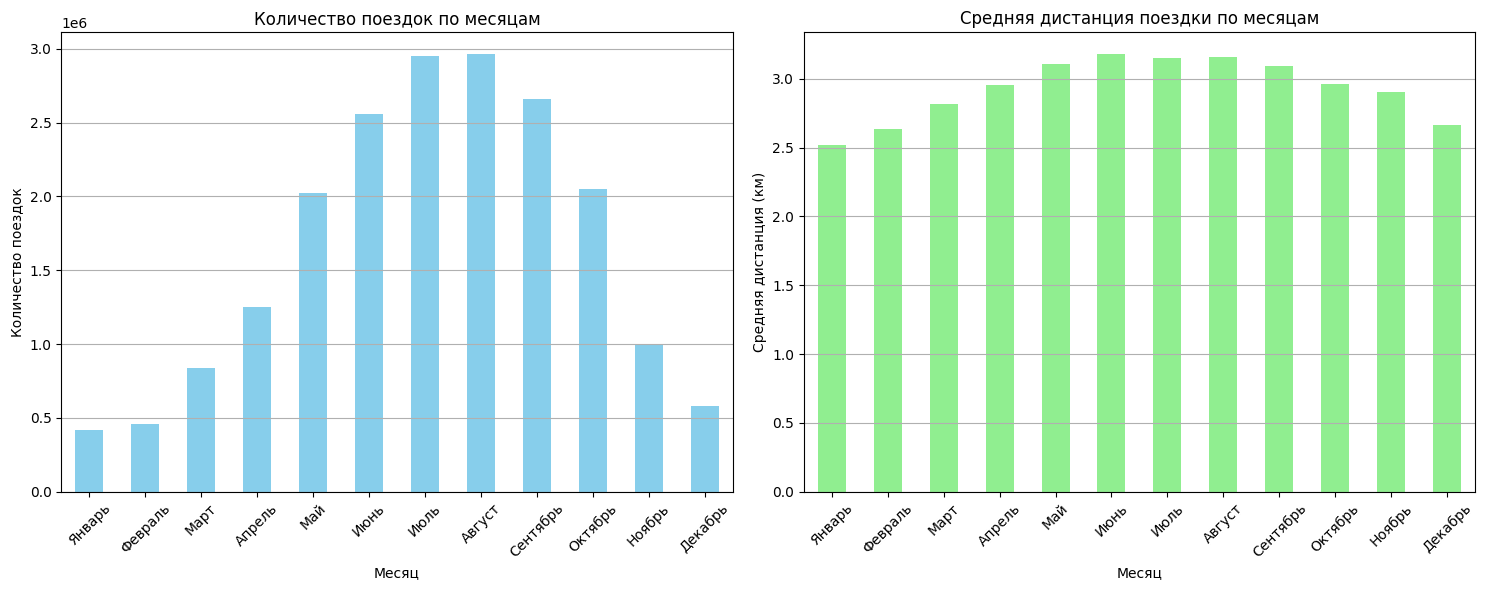 Количество поездок по месяцам
1e6
Количество поездок
3.0
2.5
2.0
1.5
1.0
0.5
0.0
Январь
Февраль
Март
Апрель
Май
Июнь
Июль
Август
Сентябрь
Октябрь
Ноябрь
Декабрь
Месяц
Средняя дистанция поездки по месяцам
Средняя дистанция (км)
3.0
2.5
2.0
1.5
1.0
0.5
0.0
Январь
Февраль
Март
Апрель
Май
Июнь
Июль
Август
Сентябрь
Октябрь
Ноябрь
Декабрь
Месяц